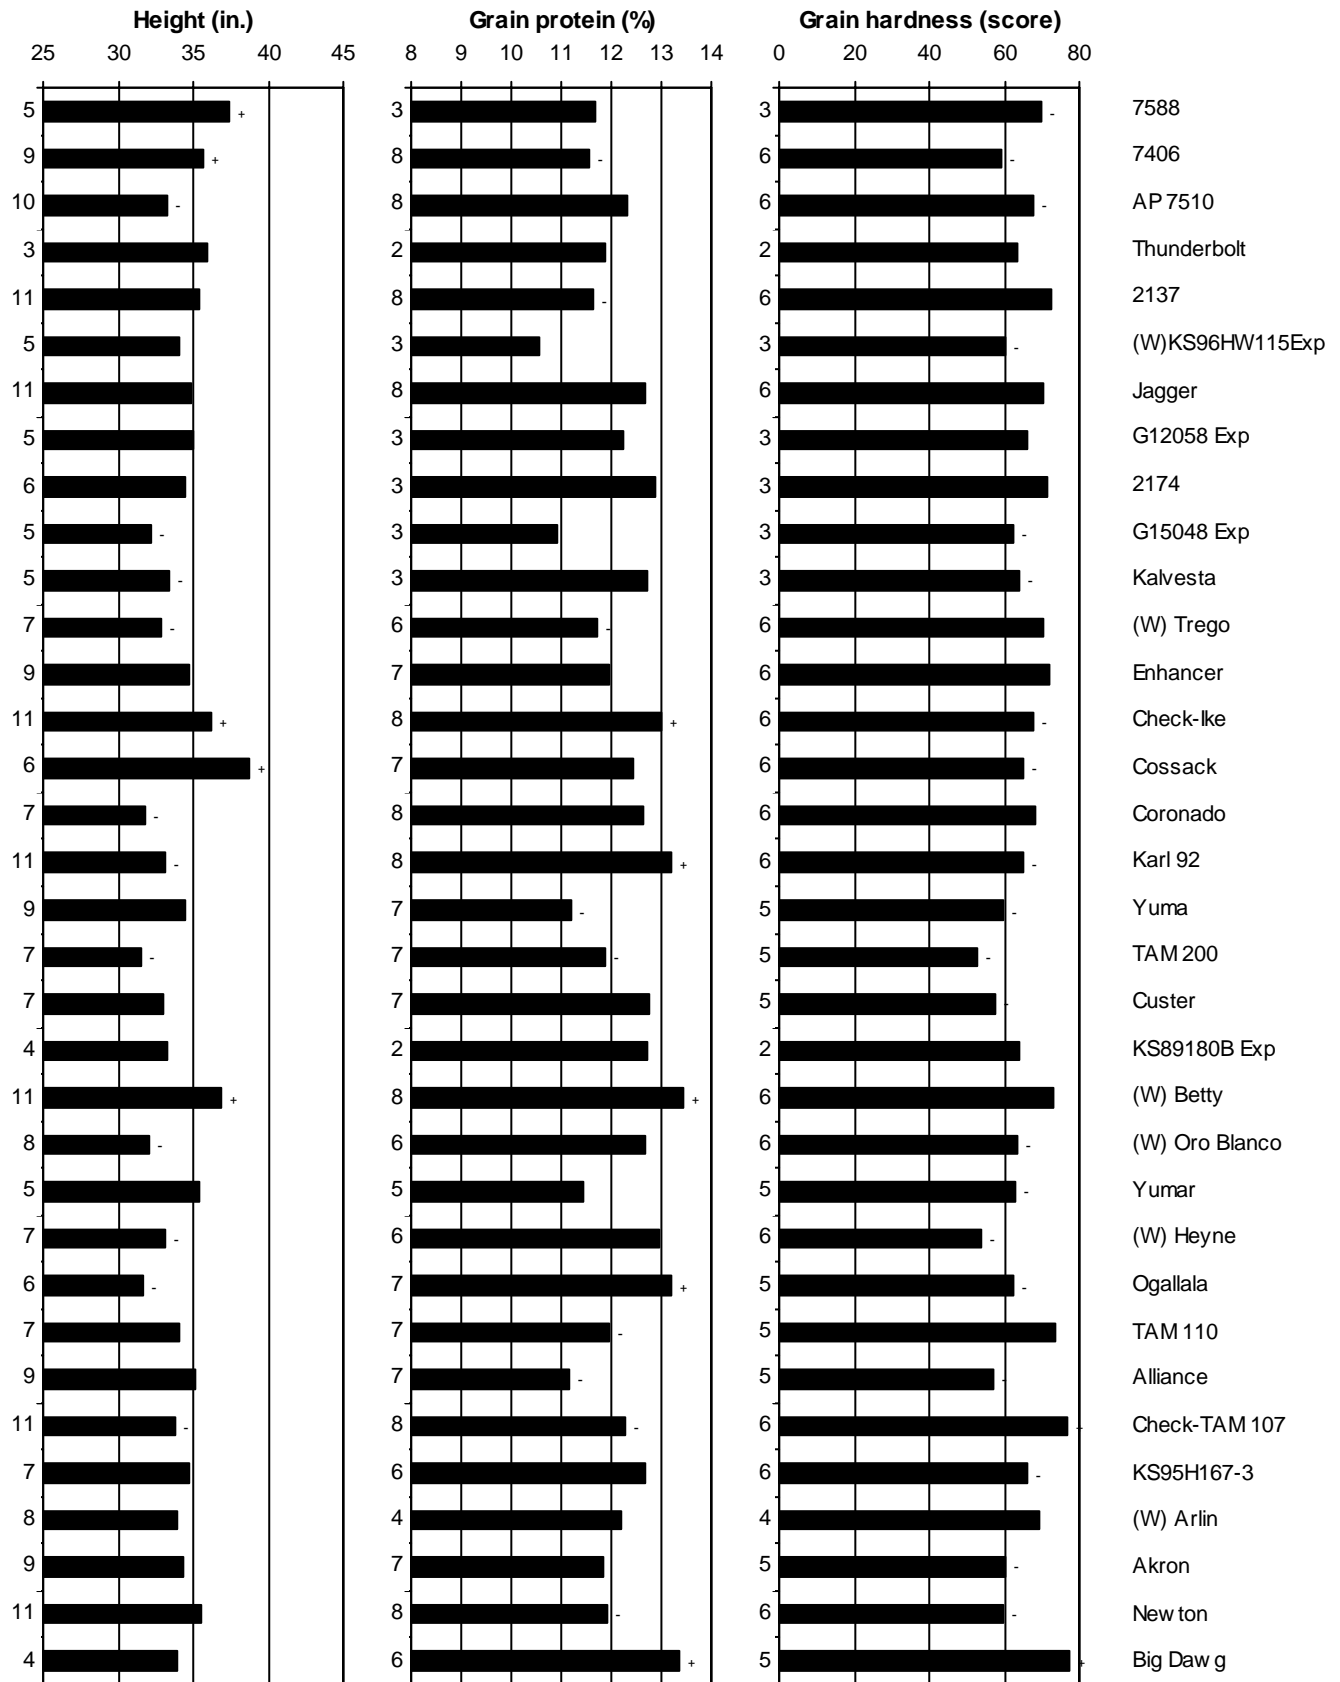 Height (in.) Grain protein (%) Grain hardness (score)
25 30 35 40 45 8 9 10 11 12 13 14 0 20 40 60 80
5 + 3 3 - 7588
9 + 8 - 6 - 7406
10 - 8 6 - AP 7510
3 2 2 Thunderbolt
11 8 - 6 2137
5 3 3 - (W)KS96HW115Exp
11 8 6 Jagger
5 3 3 G12058 Exp
6 3 3 2174
5 - 3 3 - G15048 Exp
5 - 3 3 - Kalvesta
7 - 6 - 6 (W) Trego
9 7 6 Enhancer
11 + 8 + 6 - Check-Ike
6 + 7 6 - Cossack
7 - 8 6 Coronado
11 - 8 + 6 - Karl 92
9 7 - 5 - Yuma
7 - 7 - 5 - TAM 200
7 7 5 - Custer
4 2 2 KS89180B Exp
11 + 8 + 6 (W) Betty
8 - 6 6 - (W) Oro Blanco
5 5 5 - Yumar
7 - 6 6 - (W) Heyne
6 - 7 + 5 - Ogallala
7 7 - 5 TAM 110
9 7 - 5 - Alliance
11 - 8 - 6 + Check-TAM 107
7 6 6 - KS95H167-3
8 4 4 (W) Arlin
9 7 5 - Akron
11 8 - 6 - Newton
4 6 + 5 + Big Dawg